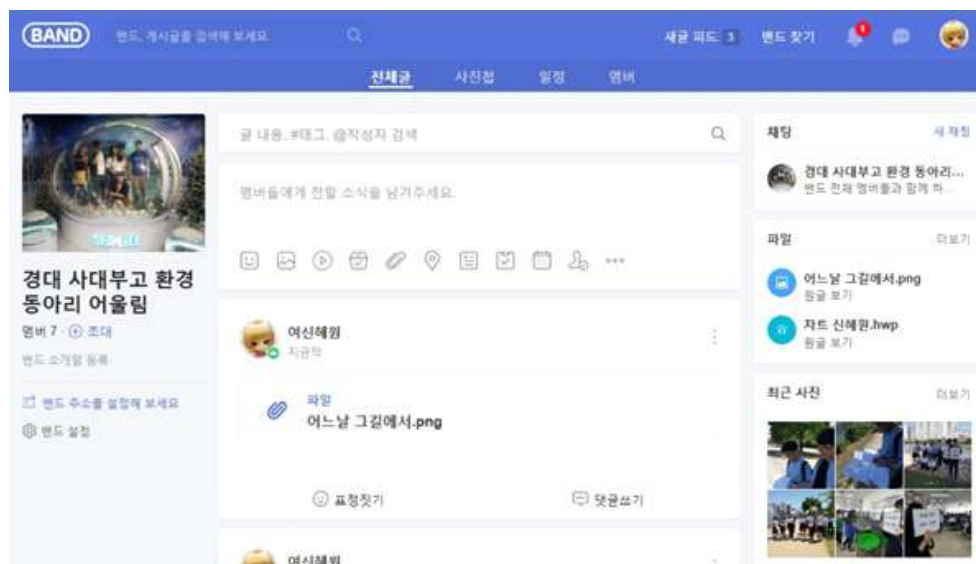 BAND
밴드, 게시글을 검색해 보세요
새글 피드 3
밴드 찾기
1
전체글
사진첩
일정
멤버
경대 사대부고 환경
동아리 어울림
멤버 7 · 초대
밴드 소개말 등록
밴드 주소를 설정해 보세요
밴드 설정
글 내용, #태그, @작성자 검색
멤버들에게 전할 소식을 남겨주세요.
여신혜원
지금막
파일
어느날 그길에서.png
표정짓기
댓글쓰기
여신혜원
채팅
새 채팅
경대 사대부고 환경 동아리...
밴드 전체 멤버들과 함께 하...
파일
더보기
어느날 그길에서.png
원글 보기
차트 신혜원.hwp
원글 보기
최근 사진
더보기